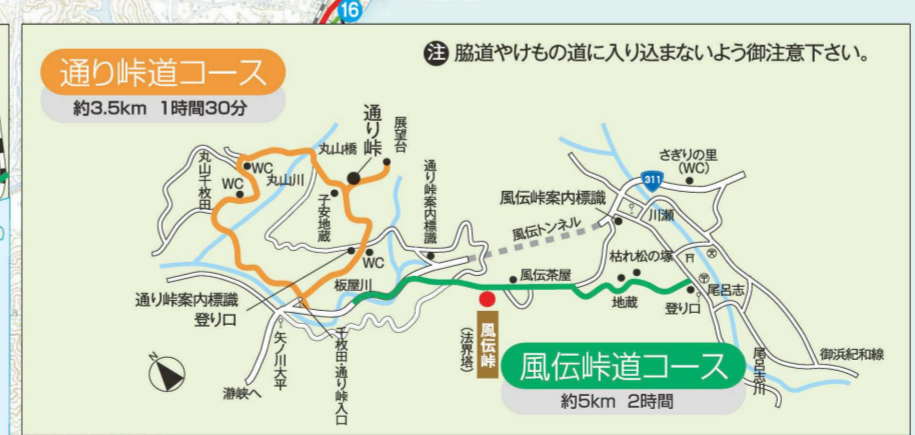 16
通り峠道コース
約3.5km 1時間30分
注 脇道やけもの道に入り込まないよう御注意下さい。
丸山千枚田
WC
WC
丸山川
丸山橋
通り峠
展望台
子安地蔵
通り峠案内標識
WC
板屋川
通り峠案内標識
登り口
矢ノ川大平
千枚田・通り峠入口
瀞峡へ
N
さぎりの里
(WC)
311
風伝峠案内標識
川瀬
風伝トンネル
枯れ松の塚
風伝茶屋
地蔵
登り口
尾呂志
風伝峠
(法界塔)
尾呂志川
御浜紀和線
風伝峠道コース
約5km 2時間